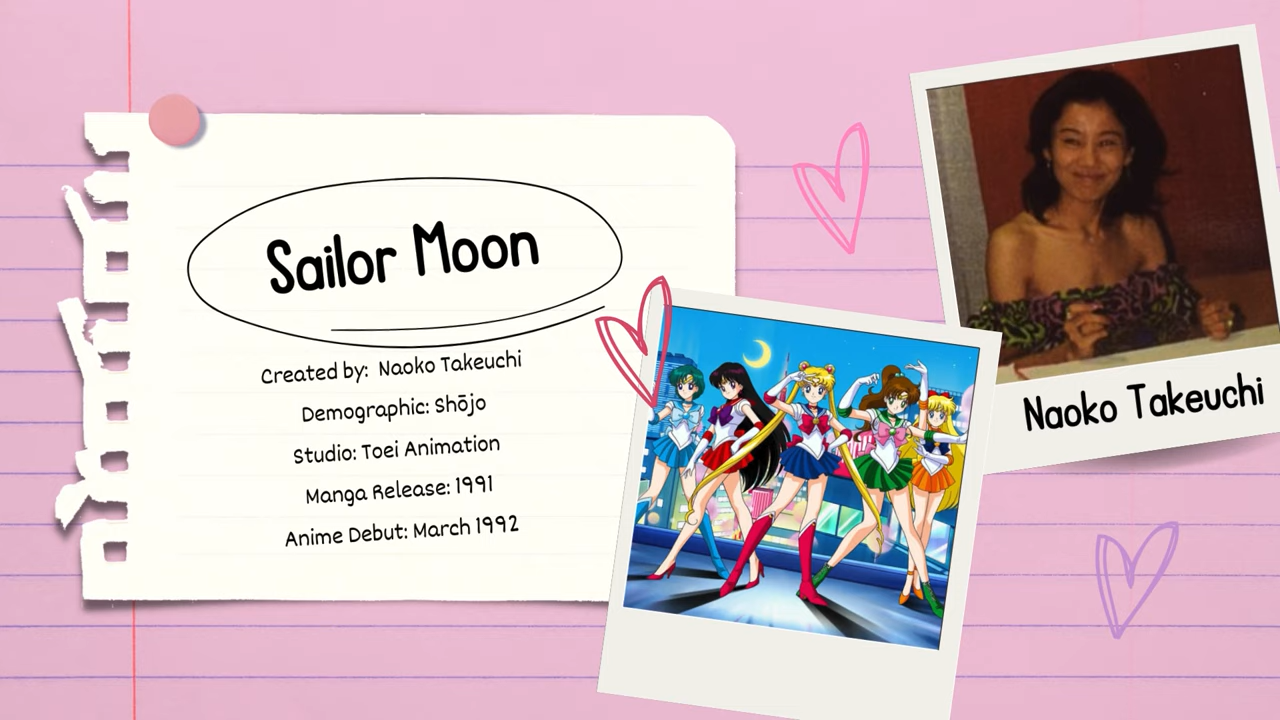 Sailor Moon
Created by: Naoko Takeuchi
Demographic: Shōjo
Studio: Toei Animation
Manga Release: 1991
Anime Debut: March 1992
Naoko Takeuchi